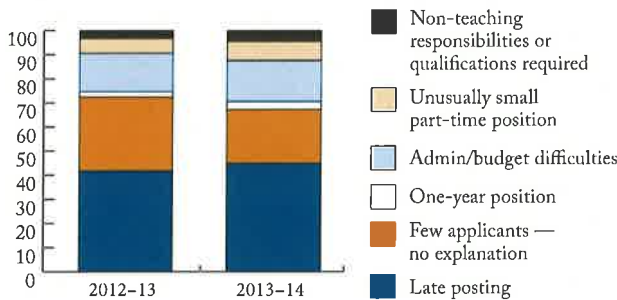 100
90
80
70
60
50
40
30
20
10
0
2012–13
2013–14
Non-teaching
responsibilities or
qualifications required
Unusually small
part-time position
Admin/budget difficulties
One-year position
Few applicants —
no explanation
Late posting